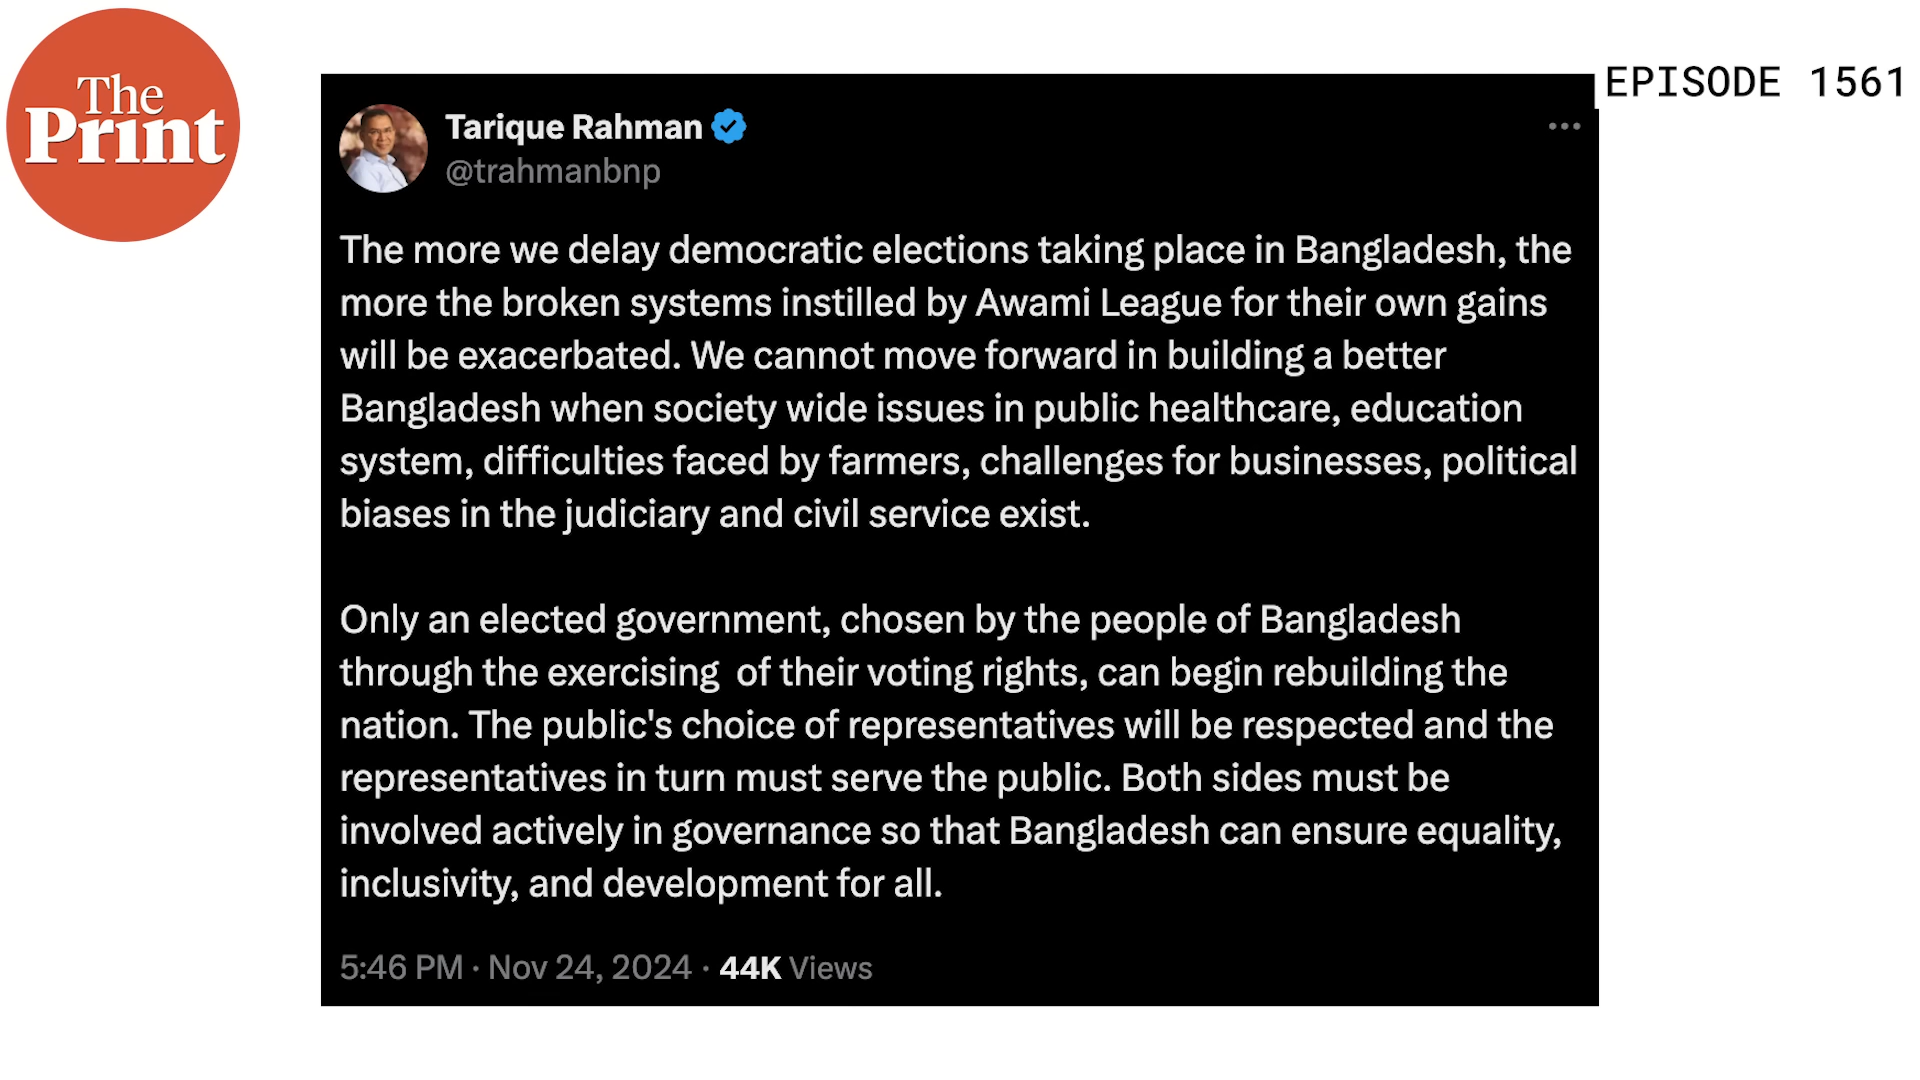 The
Print
EPISODE 1561
Tarique Rahman
@trahmanbnp
The more we delay democratic elections taking place in Bangladesh, the
more the broken systems instilled by Awami League for their own gains
will be exacerbated. We cannot move forward in building a better
Bangladesh when society wide issues in public healthcare, education
system, difficulties faced by farmers, challenges for businesses, political
biases in the judiciary and civil service exist.
Only an elected government, chosen by the people of Bangladesh
through the exercising  of their voting rights, can begin rebuilding the
nation. The public's choice of representatives will be respected and the
representatives in turn must serve the public. Both sides must be
involved actively in governance so that Bangladesh can ensure equality,
inclusivity, and development for all.
5:46 PM · Nov 24, 2024 · 44K Views